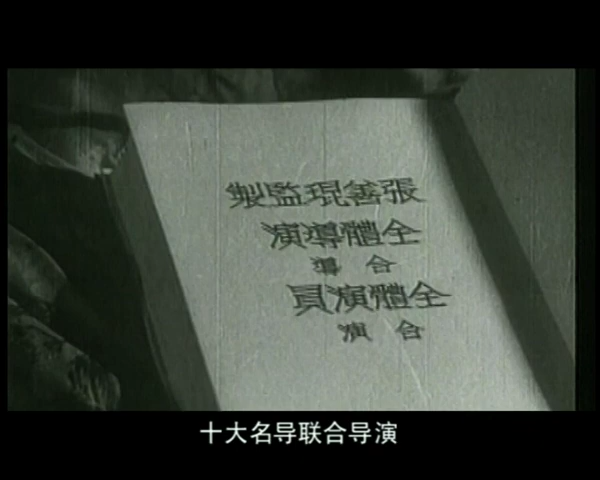 張善琨監製
全體導演
合導
全體演員
合演
十大名导联合导演